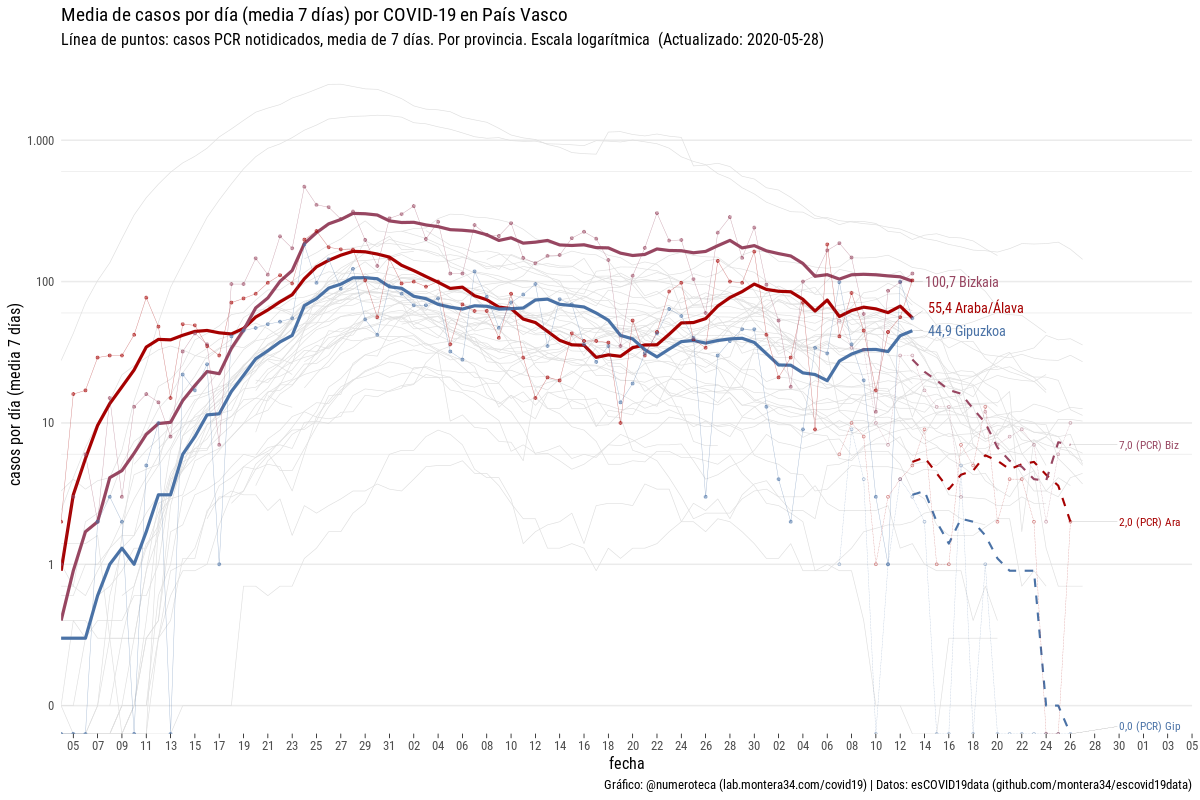 Media de casos por día (media 7 días) por COVID-19 en País Vasco
Línea de puntos: casos PCR notidicados, media de 7 días. Por provincia. Escala logarítmica  (Actualizado: 2020-05-28)
casos por día (media 7 días)
1.000
100
10
1
0
100,7 Bizkaia
55,4 Araba/Álava
44,9 Gipuzkoa
7,0 (PCR) Biz
2,0 (PCR) Ara
0,0 (PCR) Gip
05 07 09 11 13 15 17 19 21 23 25 27 29 31 02 04 06 08 10 12 14 16 18 20 22 24 26 28 30 02 04 06 08 10 12 14 16 18 20 22 24 26 28 30 01 03 05
fecha
Gráfico: @numeroteca (lab.montera34.com/covid19) | Datos: esCOVID19data (github.com/montera34/escovid19data)